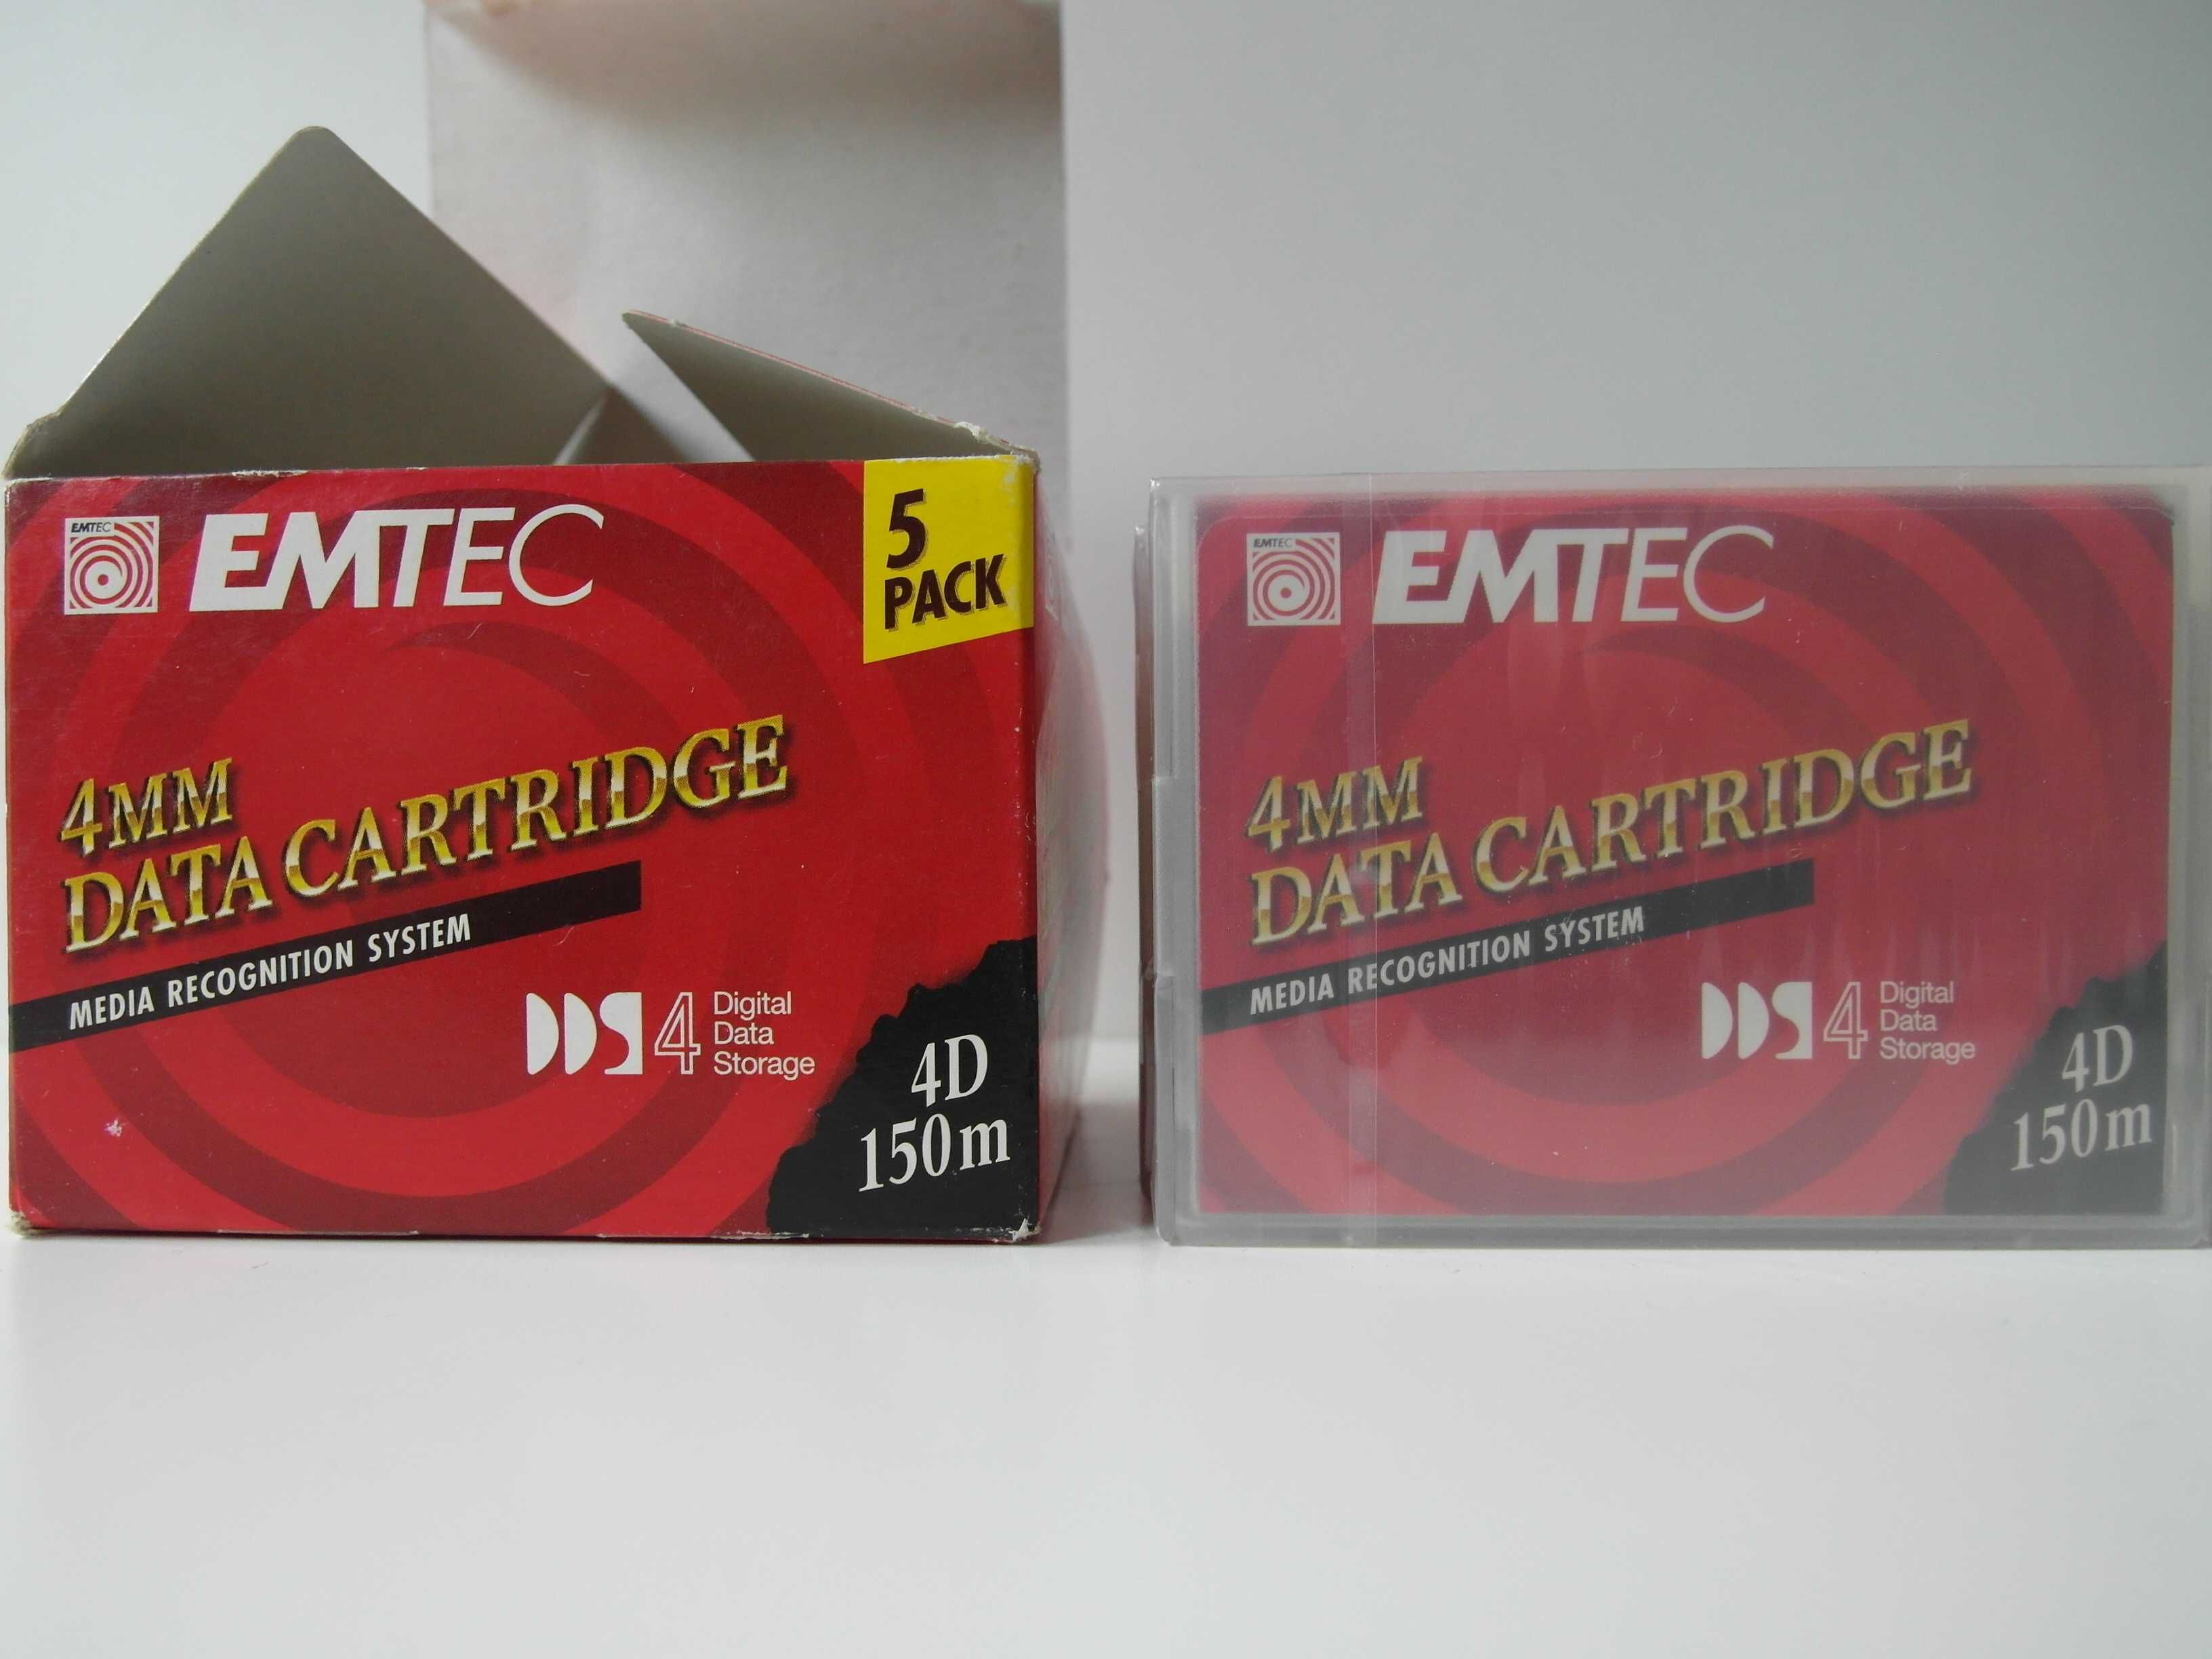 EMTEC
EMTEC
5
PACK
4MM
DATA CARTRIDGE
MEDIA RECOGNITION SYSTEM
DDS 4 Digital
Data
Storage
4D
150m
EMTEC
EMTEC
4MM
DATA CARTRIDGE
MEDIA RECOGNITION SYSTEM
DDS 4 Digital
Data
Storage
4D
150m